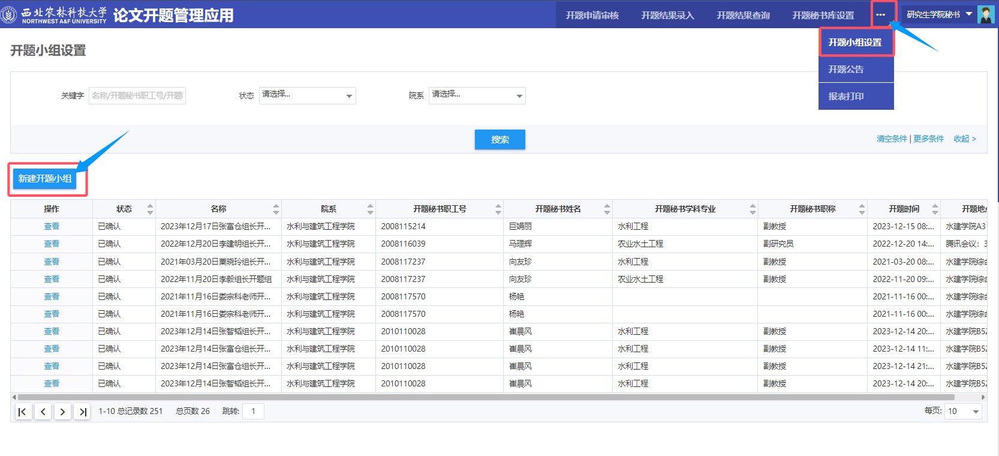 西北农林科技大学
NORTHWEST A&F UNIVERSITY
论文开题管理应用
开题申请审核 开题结果录入 开题结果查询 开题秘书库设置 ••• 研究生学院秘书
开题小组设置
开题公告
报表打印
开题小组设置
关键字 名称/开题秘书职工号/开题 状态 请选择... 院系 请选择...
搜索
清空条件 | 更多条件 收起 >
新建开题小组
操作 状态 名称 院系 开题秘书职工号 开题秘书姓名 开题秘书学科专业 开题秘书职称 开题时间 开题地
查看 已确认 2023年12月17日张富仓组长开... 水利与建筑工程学院 2008115214 巨娟丽 水利工程 副教授 2023-12-15 08:... 水建学院A3
查看 已确认 2022年12月20日李建明组长开... 水利与建筑工程学院 2008116039 马理辉 农业水土工程 副研究员 2022-12-20 14:... 腾讯会议：3
查看 已确认 2021年03月20日粟晓玲组长开... 水利与建筑工程学院 2008117237 向友珍 水利工程 副教授 2021-03-20 08:... 水建学院综
查看 已确认 2022年11月20日李毅组长开题组 水利与建筑工程学院 2008117237 向友珍 农业水土工程 副教授 2022-11-20 09:... 水建学院综
查看 已确认 2021年11月16日娄宗科老师开... 水利与建筑工程学院 2008117570 杨艳 2021-11-16 00:... 水建学院综
查看 已确认 2021年11月16日娄宗科老师开... 水利与建筑工程学院 2008117570 杨艳 2021-11-16 00:... 水建学院综
查看 已确认 2023年12月14日张智韬组长开... 水利与建筑工程学院 2010110028 崔晨风 水利工程 副教授 2023-12-14 20:... 水建学院B52
查看 已确认 2023年12月14日张富仓组长开... 水利与建筑工程学院 2010110028 崔晨风 水利工程 副教授 2023-12-14 11:... 水建学院B52
查看 已确认 2023年12月14日张富仓组长开... 水利与建筑工程学院 2010110028 崔晨风 水利工程 副教授 2023-12-14 21:... 水建学院B52
查看 已确认 2023年12月14日张智韬组长开... 水利与建筑工程学院 2010110028 崔晨风 水利工程 副教授 2023-12-14 20:... 水建学院B52
1-10 总记录数 251 总页数 26 跳转: 1 每页: 10